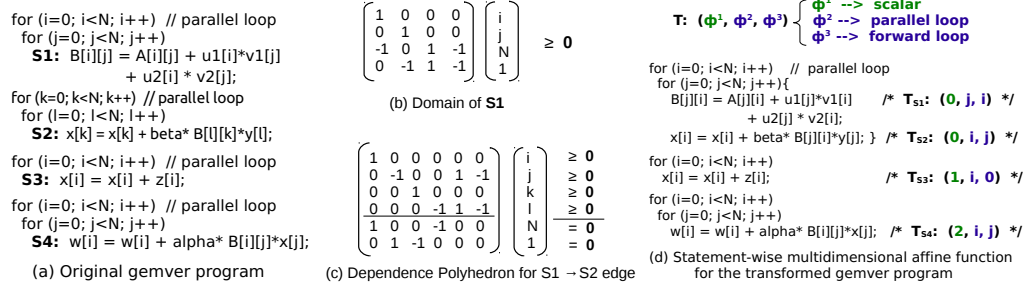 for (i=0; i<N; i++) // parallel loop
for (j=0; j<N; j++)
S1: B[i][j] = A[i][j] + u1[i]*v1[j]
+ u2[i] * v2[j];
for (k=0; k<N; k++) // parallel loop
for (l=0; l<N; l++)
S2: x[k] = x[k] + beta* B[l][k]*y[l];
for (i=0; i<N; i++) // parallel loop
S3: x[i] = x[i] + z[i];
for (i=0; i<N; i++) // parallel loop
for (j=0; j<N; j++)
S4: w[i] = w[i] + alpha* B[i][j]*x[j];
(a) Original gemver program
1 0 0 0 i
0 1 0 0 j
-1 0 1 -1 N
0 -1 1 -1 1
≥ 0
(b) Domain of S1
1 0 0 0 0 0 i ≥ 0
0 -1 0 0 1 -1 j ≥ 0
0 0 1 0 0 0 k ≥ 0
0 0 0 -1 1 -1 l ≥ 0
1 0 0 -1 0 0 N = 0
0 1 -1 0 0 0 1 = 0
(c) Dependence Polyhedron for S1 →S2 edge
ϕ¹ --> scalar
T: (ϕ¹, ϕ², ϕ³) ϕ² --> parallel loop
ϕ³ --> forward loop
for (i=0; i<N; i++) // parallel loop
for (j=0; j<N; j++){
B[j][i] = A[j][i] + u1[j]*v1[i] /* TS1: (0, j, i) */
+ u2[j] * v2[i];
x[i] = x[i] + beta* B[j][i]*y[j]; } /* TS2: (0, i, j) */
for (i=0; i<N; i++)
x[i] = x[i] + z[i]; /* TS3: (1, i, 0) */
for (i=0; i<N; i++)
for (j=0; j<N; j++)
w[i] = w[i] + alpha* B[i][j]*x[j]; /* TS4: (2, i, j) */
(d) Statement-wise multidimensional affine function
for the transformed gemver program